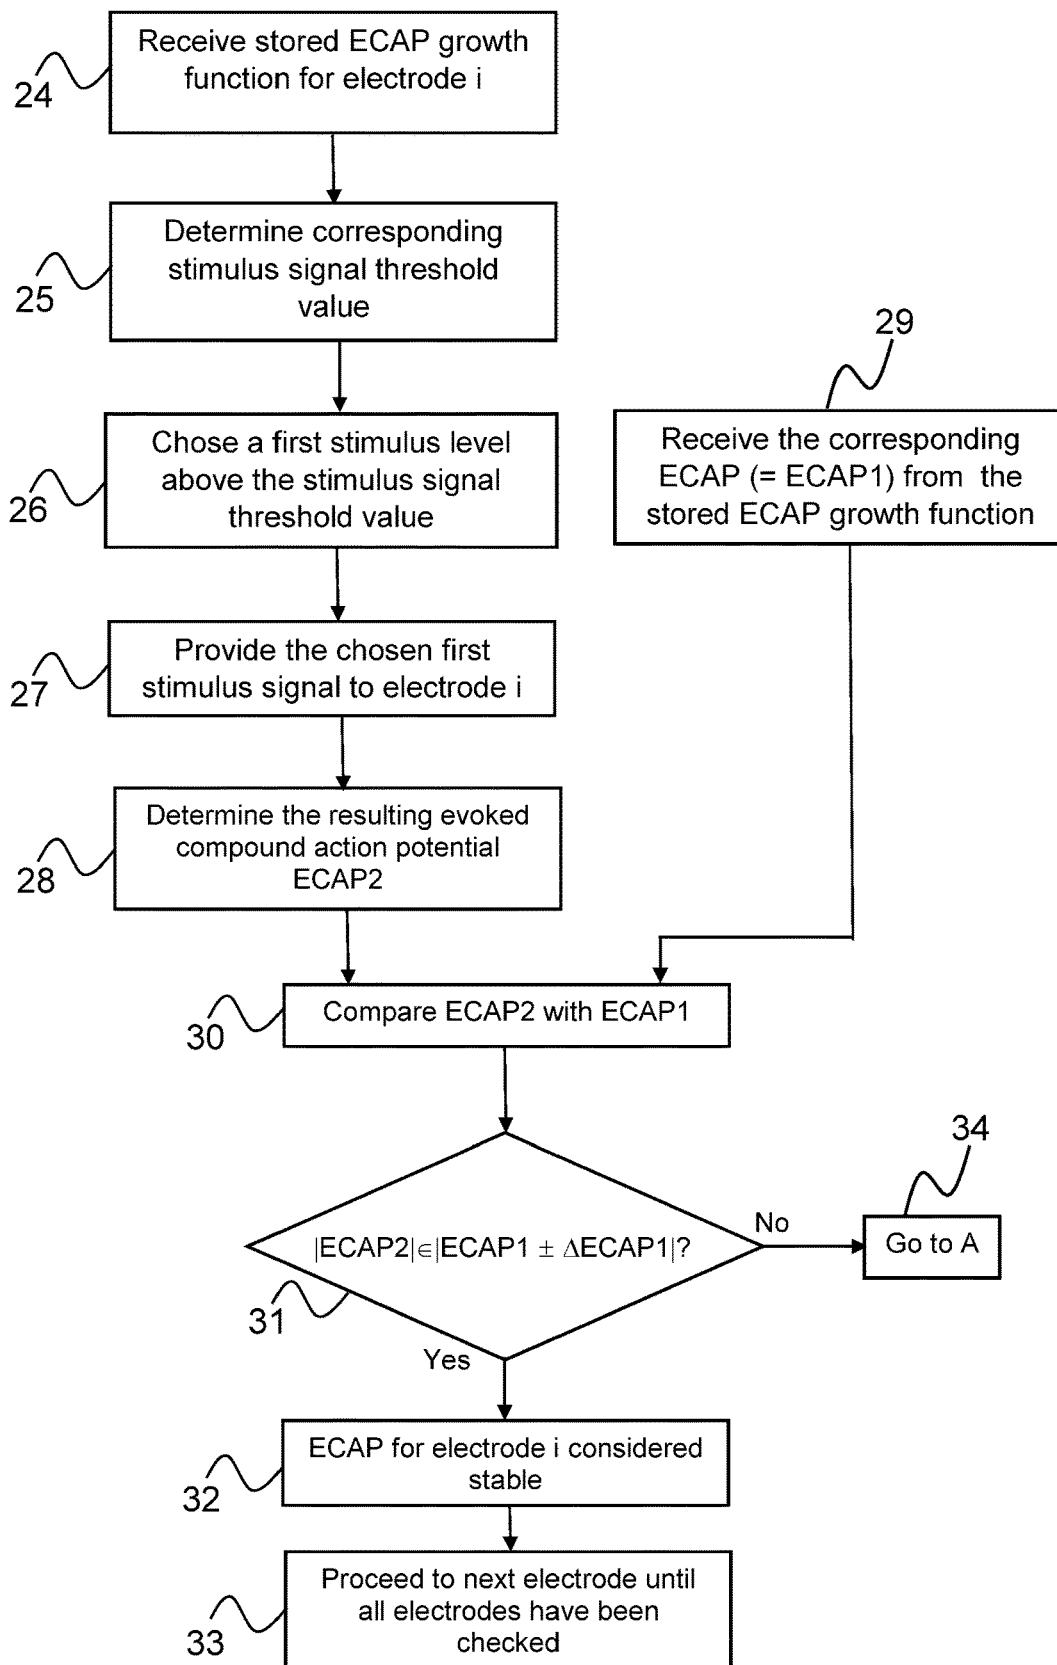 Receive stored ECAP growth
function for electrode i
24
Determine corresponding
stimulus signal threshold
value
25
29
Chose a first stimulus level
above the stimulus signal
threshold value
26
Receive the corresponding
ECAP (= ECAP1) from the
stored ECAP growth function
Provide the chosen first
stimulus signal to electrode i
27
Determine the resulting evoked
compound action potential
ECAP2
28
Compare ECAP2 with ECAP1
30
34
|ECAP2|∈|ECAP1 ± ΔECAP1|?
No
Go to A
31
Yes
ECAP for electrode i considered
stable
32
Proceed to next electrode until
all electrodes have been
checked
33